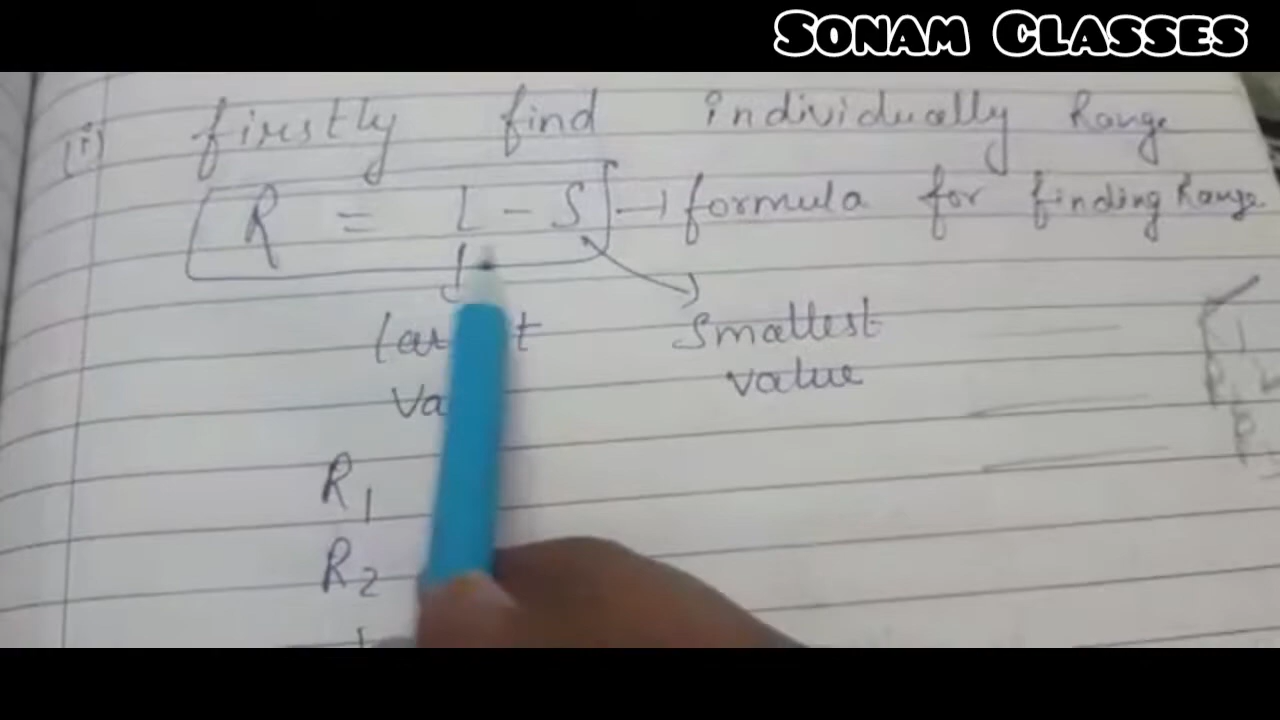 SONAM CLASSES
(i) firstly find individually Range
R = L - S → formula for finding Range
Smallest
value
R1
R2